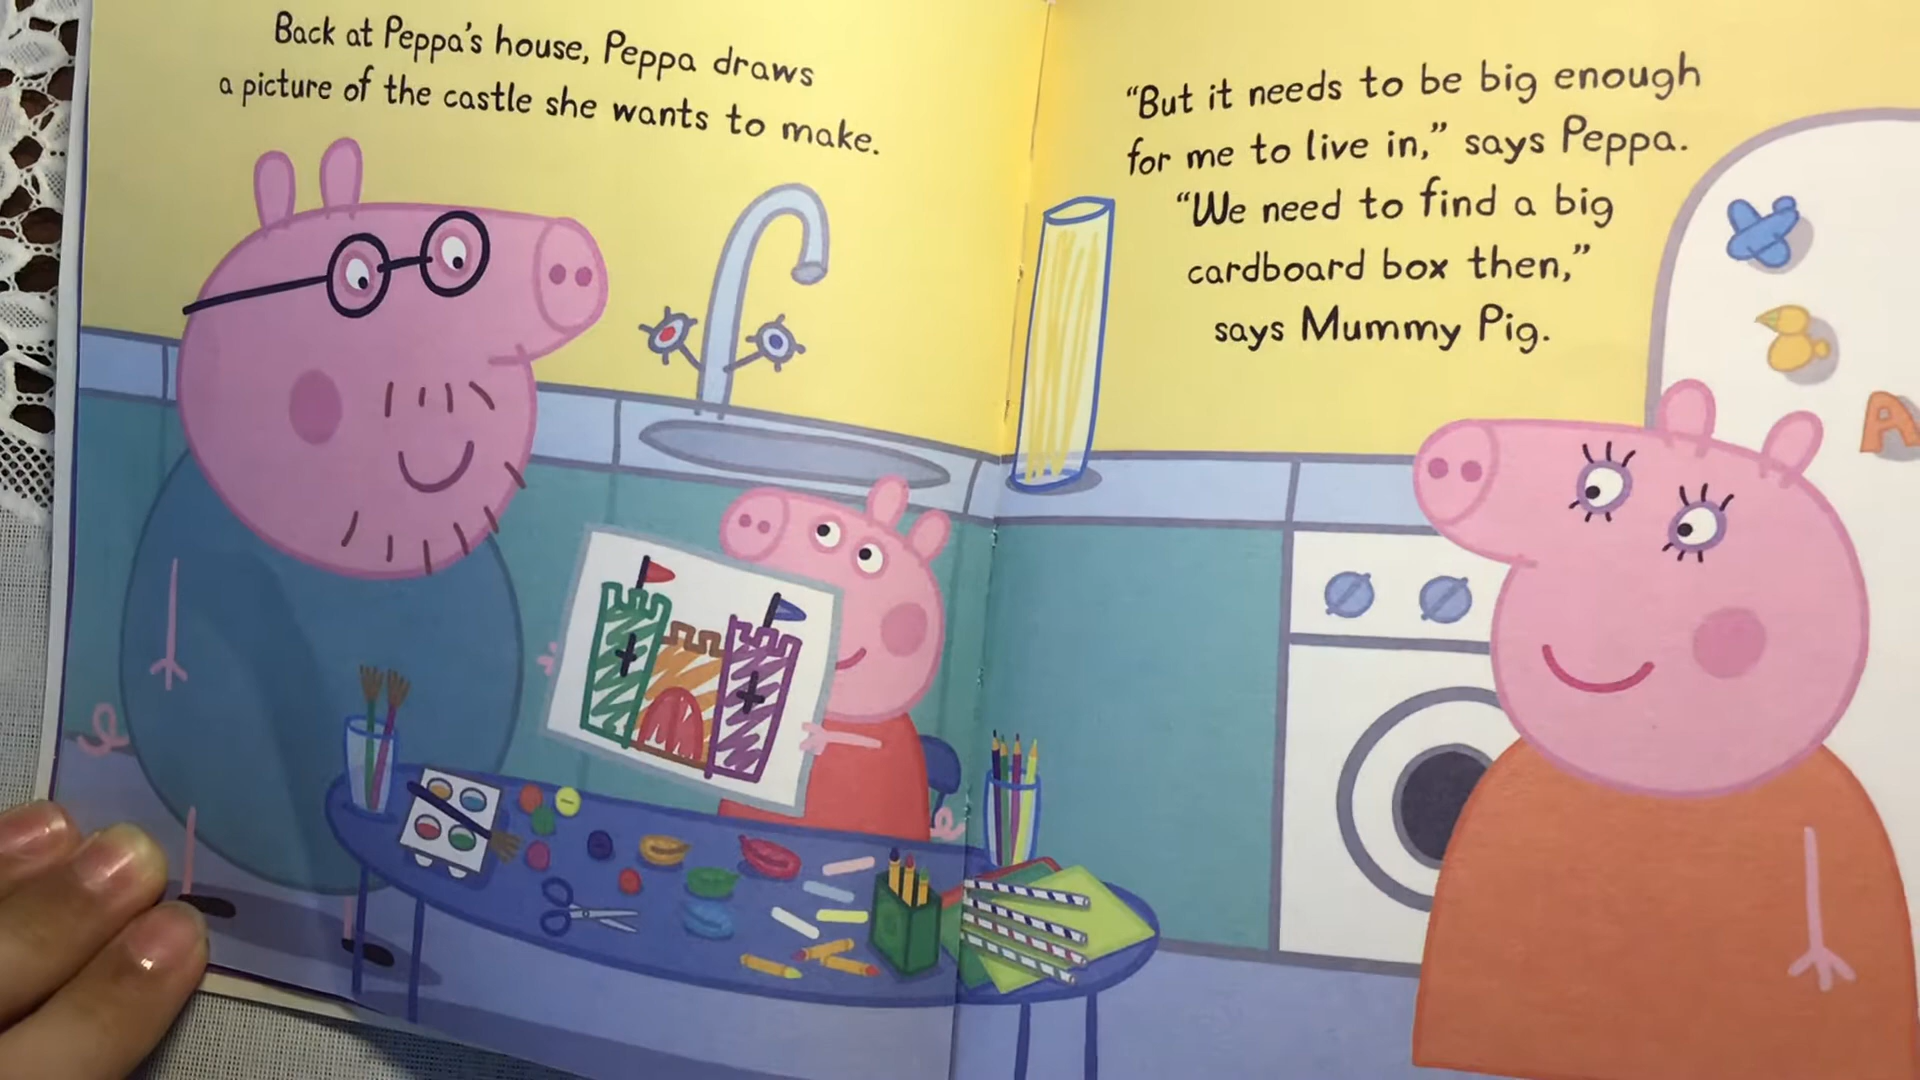 Back at Peppa's house, Peppa draws
a picture of the castle she wants to make.
“But it needs to be big enough
for me to live in,” says Peppa.
“We need to find a big
cardboard box then,”
says Mummy Pig.
A